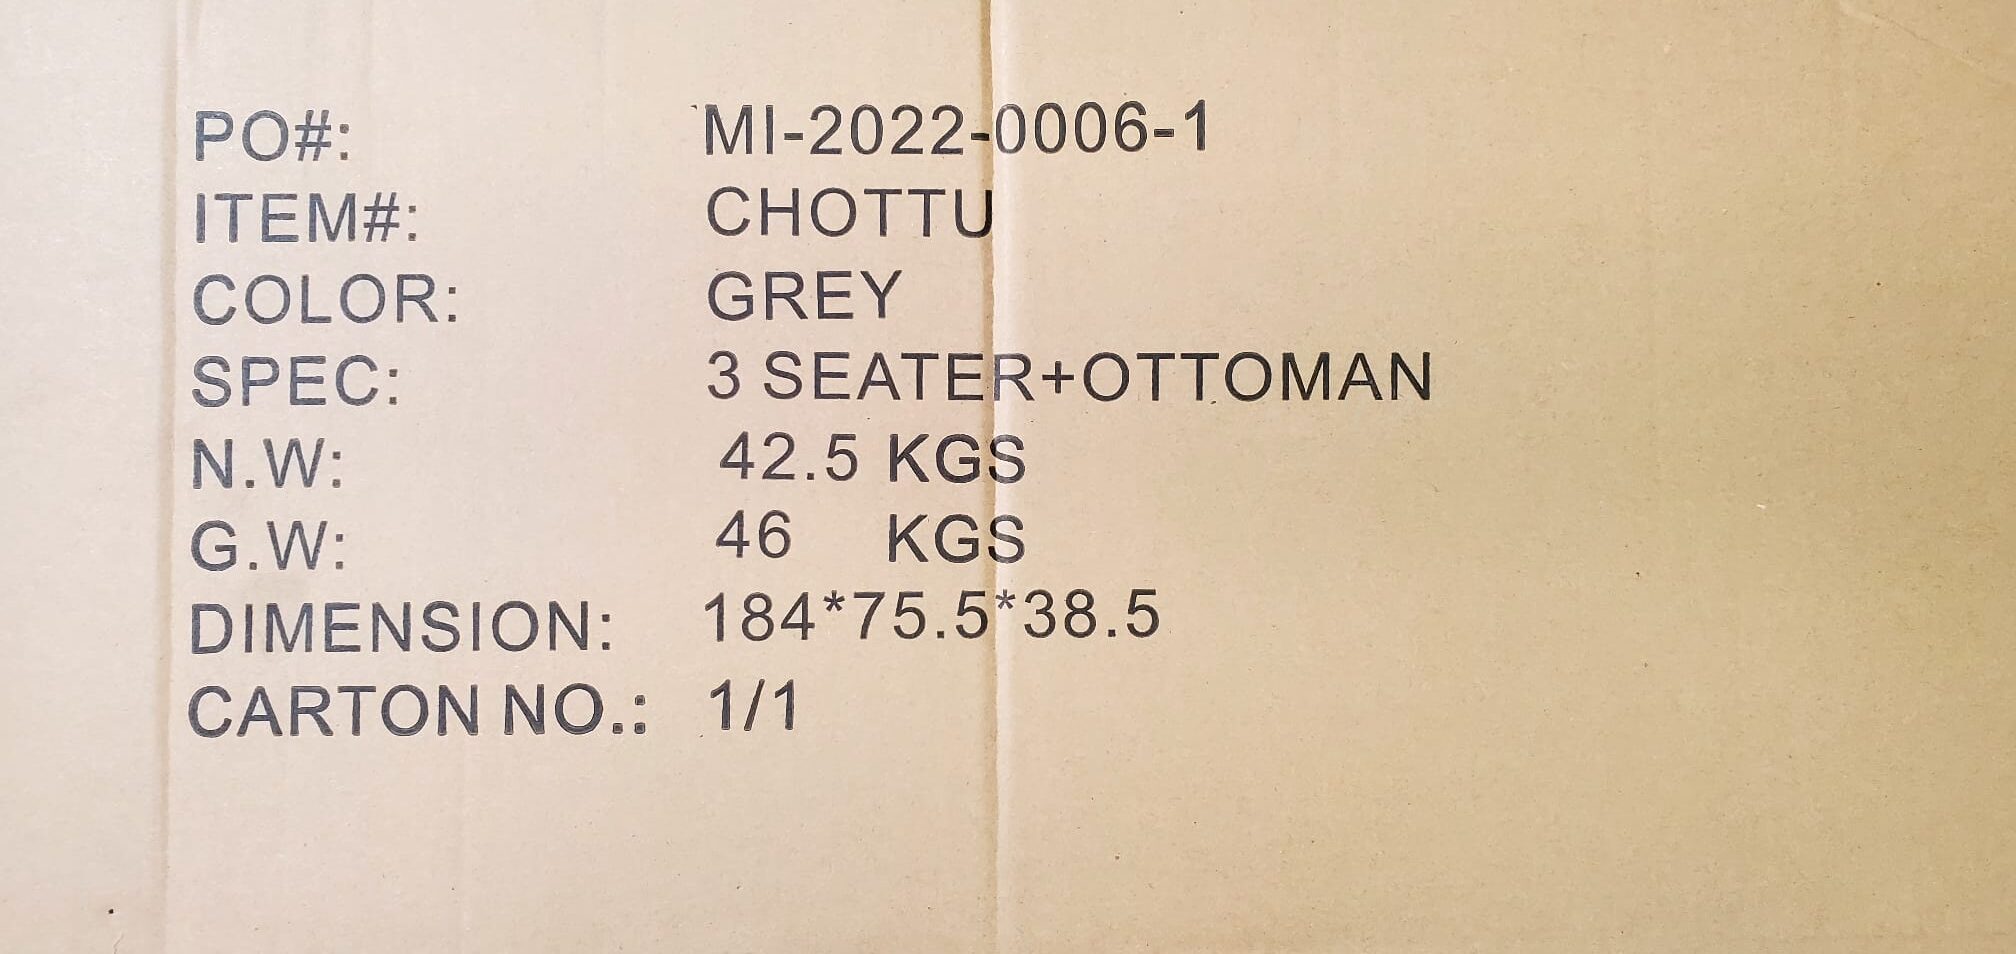 PO#: MI-2022-0006-1
ITEM#: CHOTTU
COLOR: GREY
SPEC: 3 SEATER+OTTOMAN
N.W: 42.5 KGS
G.W: 46 KGS
DIMENSION: 184*75.5*38.5
CARTON NO.: 1/1